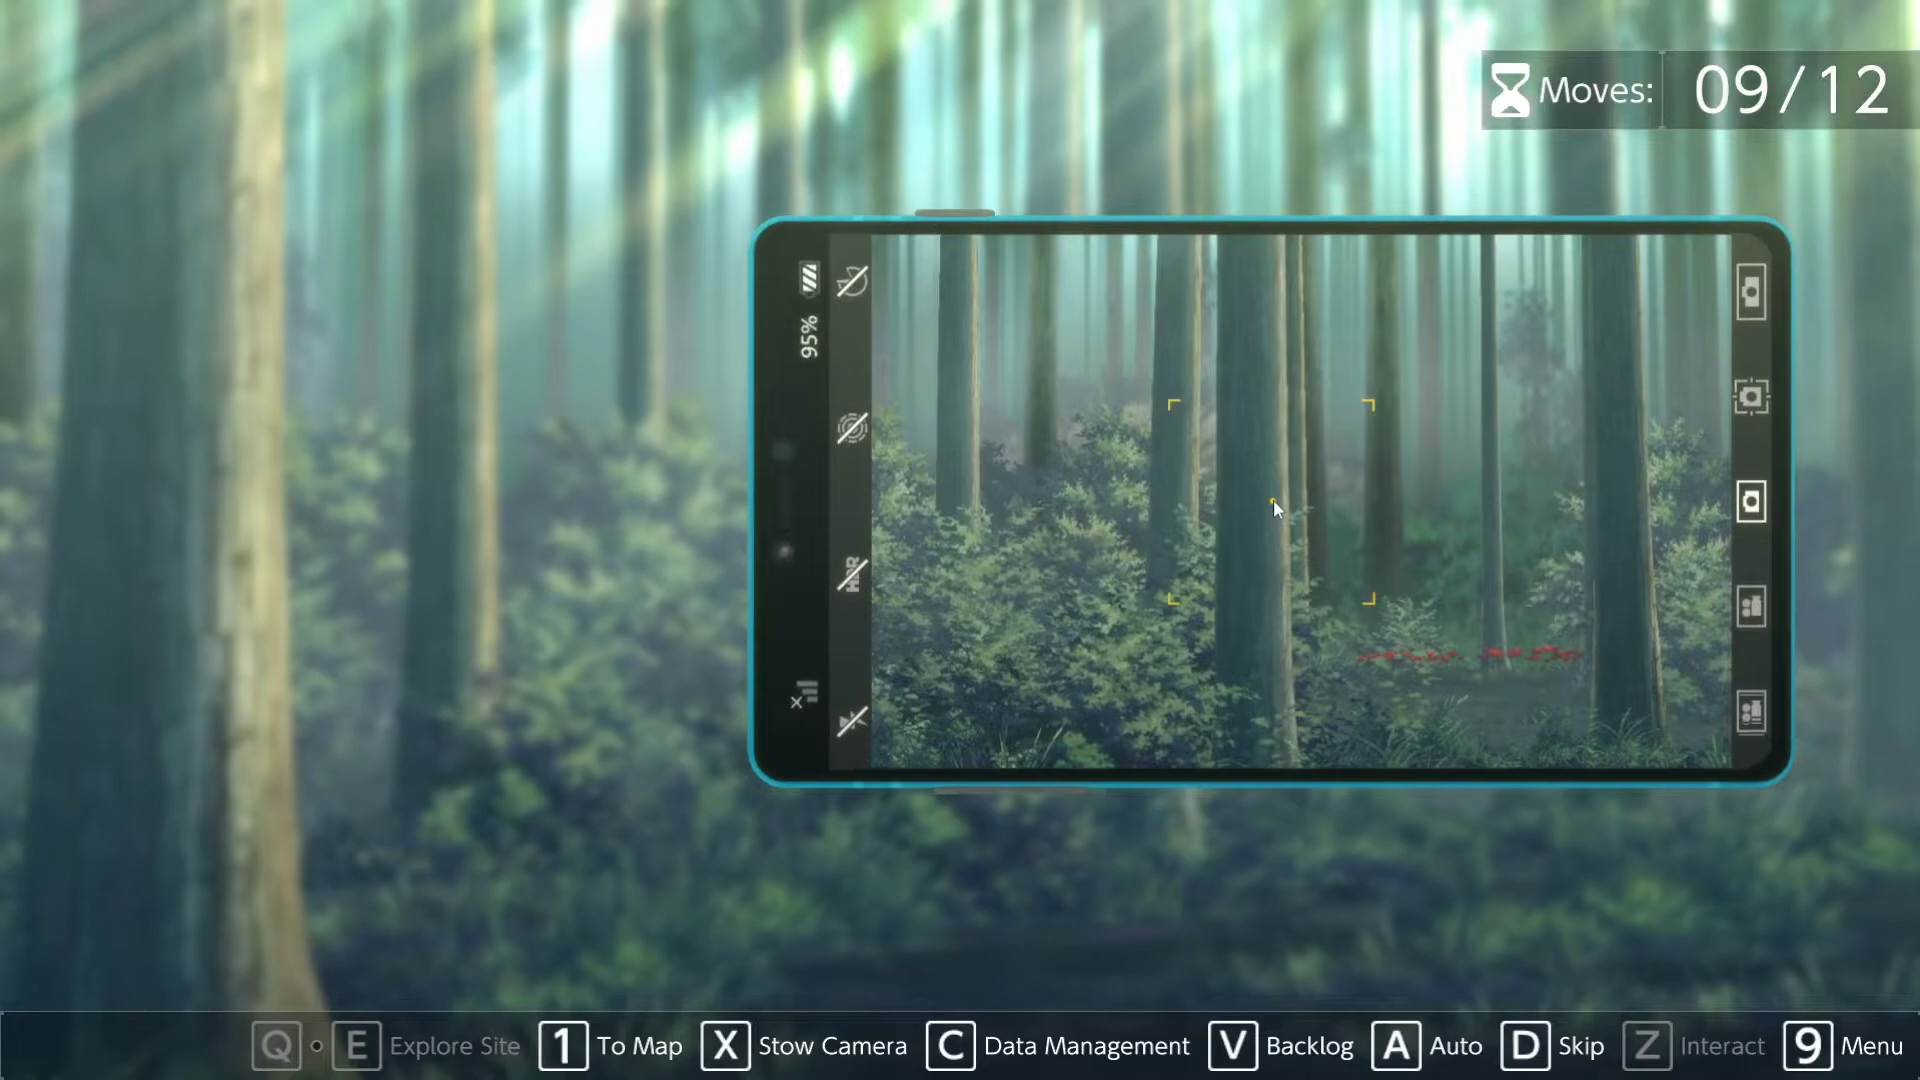 Moves: 09/12
95%
HDR
Q E Explore Site 1 To Map X Stow Camera C Data Management V Backlog A Auto D Skip Z Interact 9 Menu